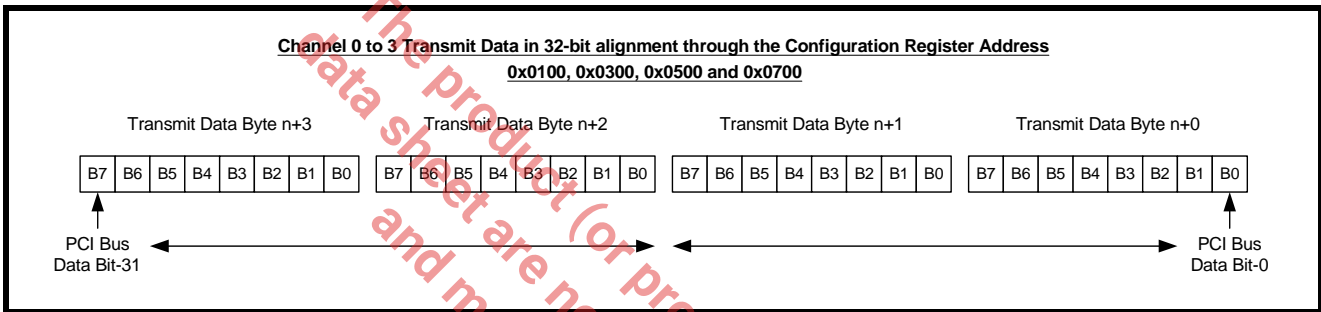 Channel 0 to 3 Transmit Data in 32-bit alignment through the Configuration Register Address
0x0100, 0x0300, 0x0500 and 0x0700
Transmit Data Byte n+3 Transmit Data Byte n+2 Transmit Data Byte n+1 Transmit Data Byte n+0
B7 B6 B5 B4 B3 B2 B1 B0 B7 B6 B5 B4 B3 B2 B1 B0 B7 B6 B5 B4 B3 B2 B1 B0 B7 B6 B5 B4 B3 B2 B1 B0
PCI Bus PCI Bus
Data Bit-31 Data Bit-0
The product (or pro
data sheet are no
and m